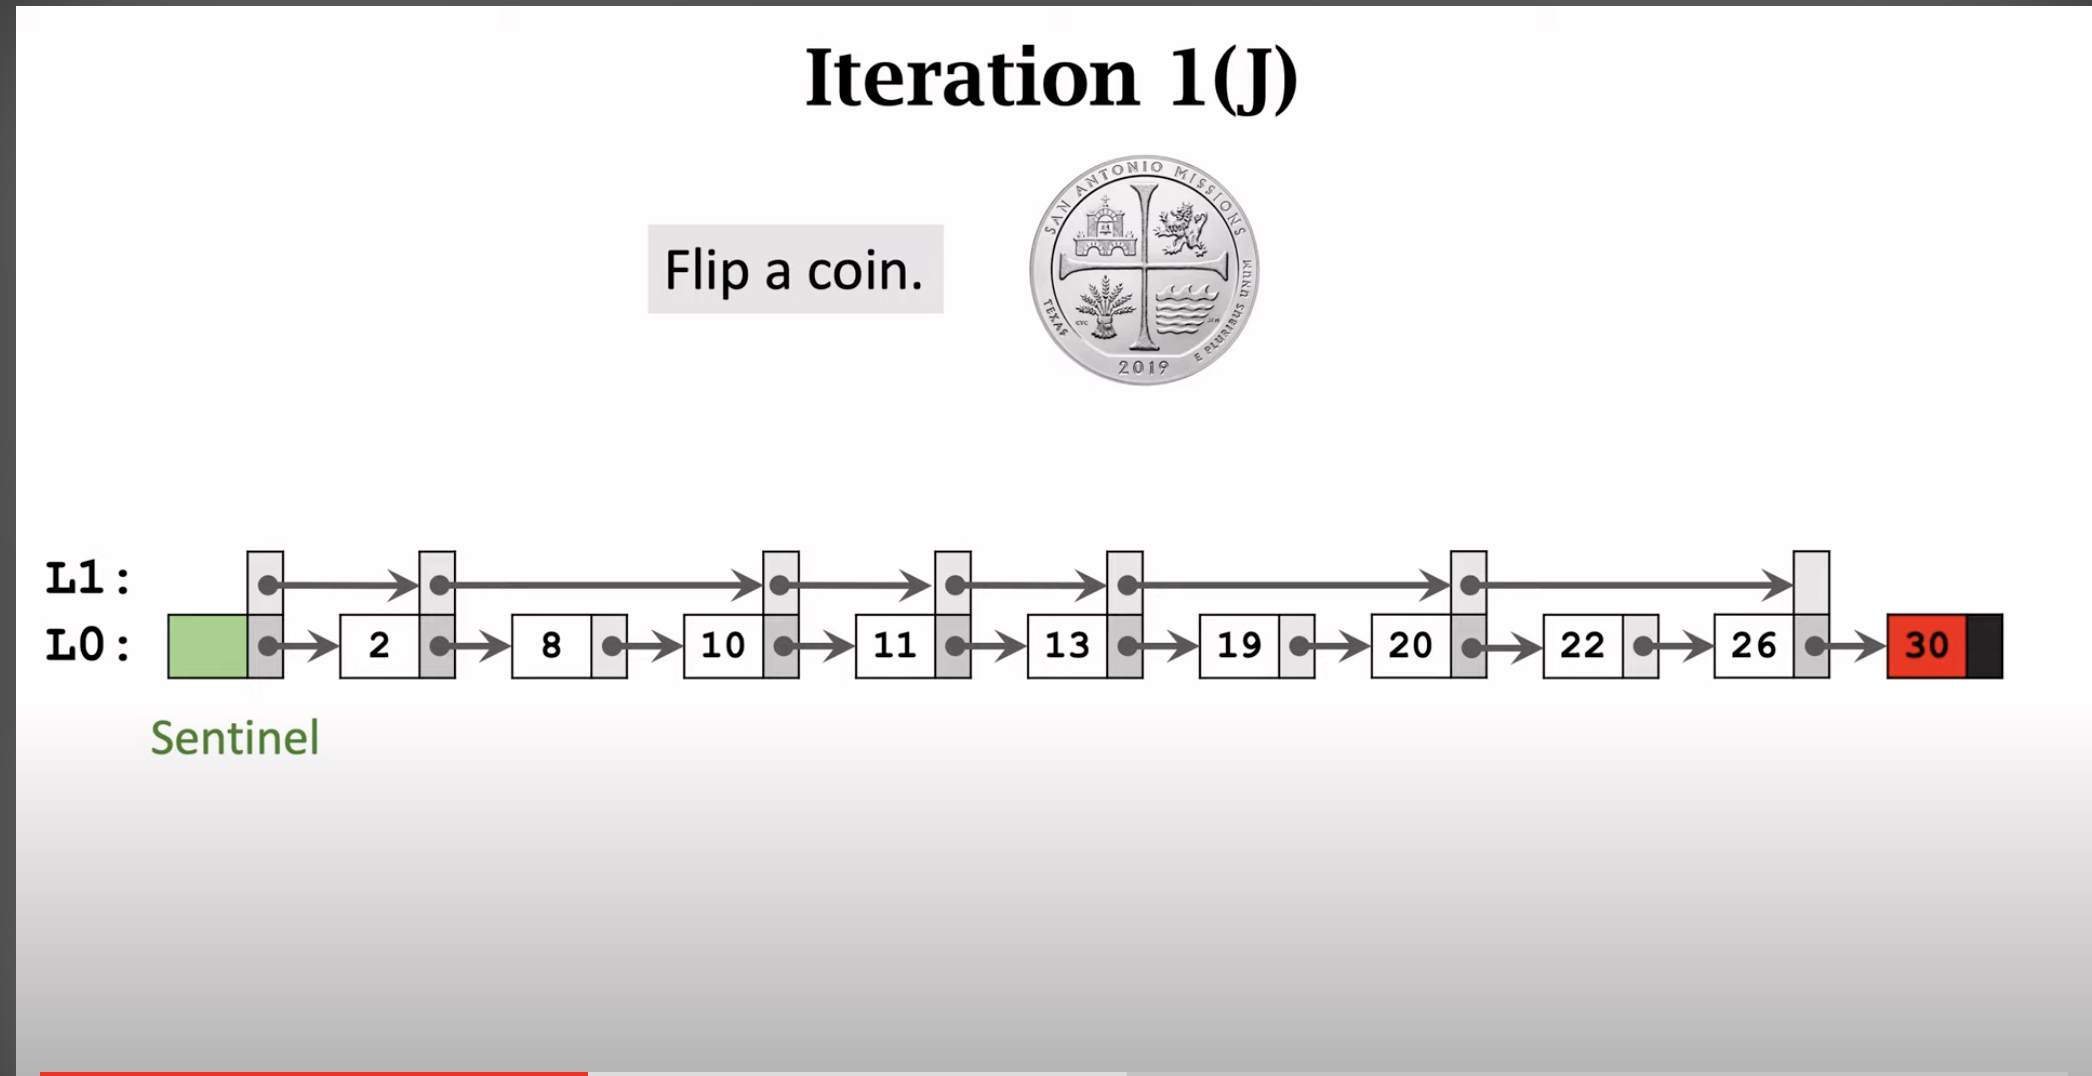 Iteration 1(J)
Flip a coin.
SAN ANTONIO MISSIONS
TEXAS
E PLURIBUS UNUM
2019
L1:
L0: 2 8 10 11 13 19 20 22 26 30
Sentinel